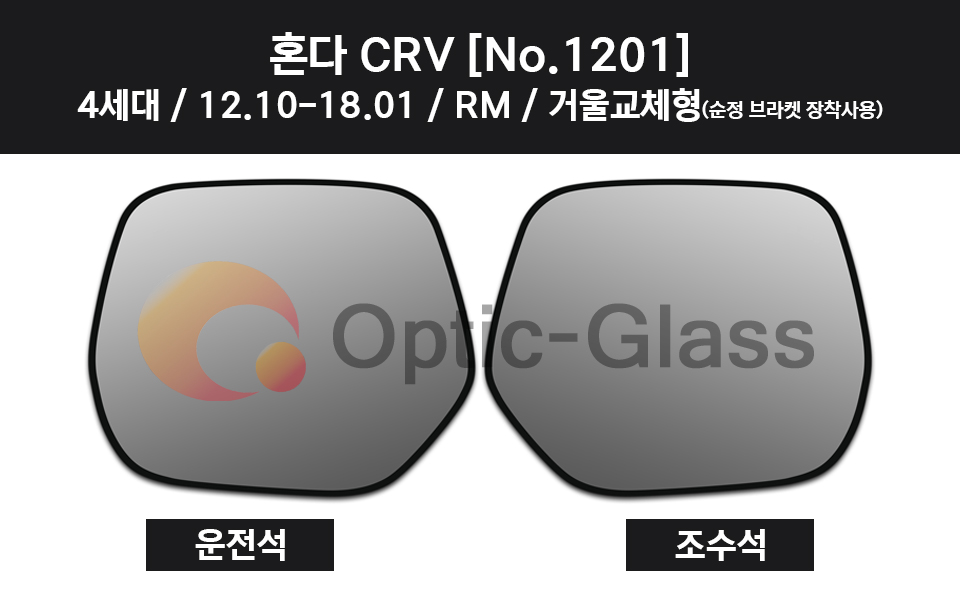 혼다 CRV [No.1201]
4세대 / 12.10-18.01 / RM / 거울교체형(순정 브라켓 장착사용)
Optic-Glass
운전석
조수석